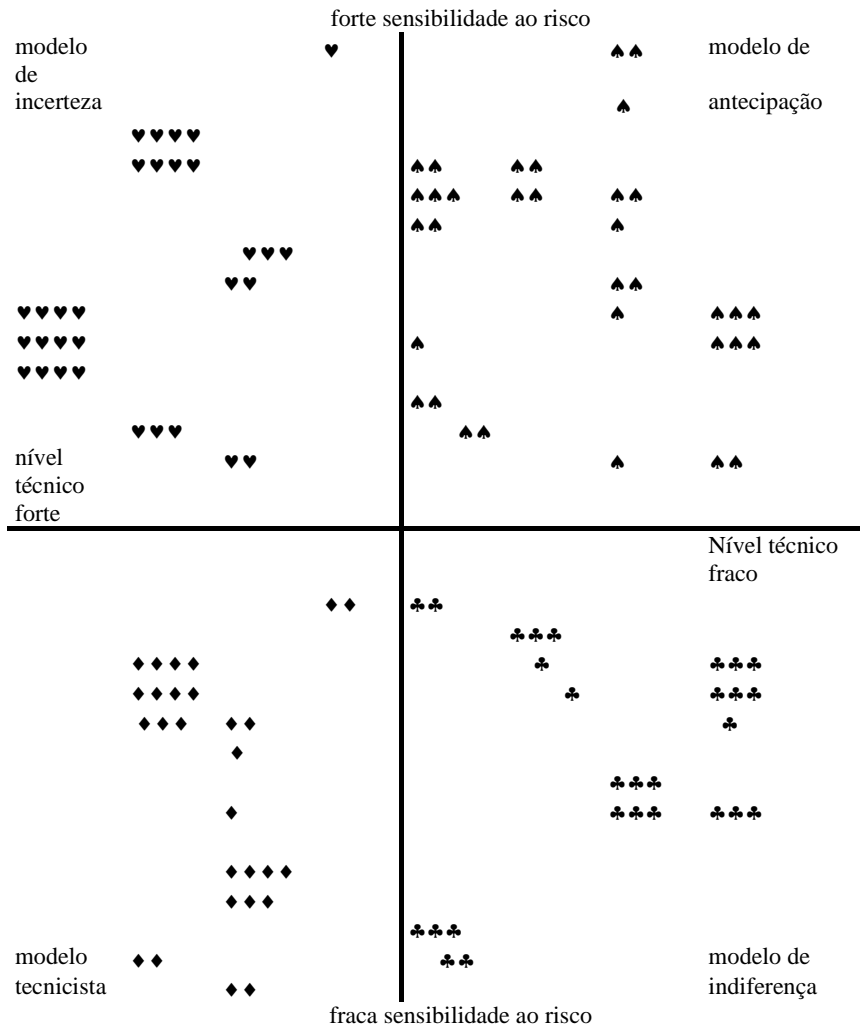 forte sensibilidade ao risco
modelo
de
incerteza
modelo de
antecipação
nível
técnico
forte
Nível técnico
fraco
modelo
tecnicista
modelo de
indiferença
fraca sensibilidade ao risco